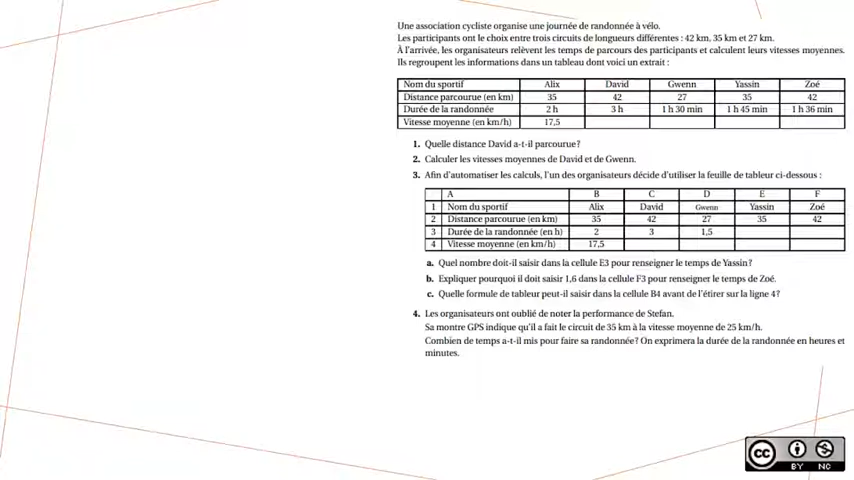 Une association cycliste organise une journée de randonnée à vélo.
Les participants ont le choix entre trois circuits de longueurs différentes : 42 km, 35 km et 27 km.
À l'arrivée, les organisateurs relèvent les temps de parcours des participants et calculent leurs vitesses moyennes.
Ils regroupent les informations dans un tableau dont voici un extrait :
Nom du sportif Alix David Gwenn Yassin Zoé
Distance parcourue (en km) 35 42 27 35 42
Durée de la randonnée 2 h 3 h 1 h 30 min 1 h 45 min 1 h 36 min
Vitesse moyenne (en km/h) 17,5
1. Quelle distance David a-t-il parcourue ?
2. Calculer les vitesses moyennes de David et de Gwenn.
3. Afin d'automatiser les calculs, l'un des organisateurs décide d'utiliser la feuille de tableur ci-dessous :
A B C D E F
1 Nom du sportif Alix David Gwenn Yassin Zoé
2 Distance parcourue (en km) 35 42 27 35 42
3 Durée de la randonnée (en h) 2 3 1,5
4 Vitesse moyenne (en km/h) 17,5
a. Quel nombre doit-il saisir dans la cellule E3 pour renseigner le temps de Yassin ?
b. Expliquer pourquoi il doit saisir 1,6 dans la cellule F3 pour renseigner le temps de Zoé.
c. Quelle formule de tableur peut-il saisir dans la cellule B4 avant de l'étirer sur la ligne 4 ?
4. Les organisateurs ont oublié de noter la performance de Stefan.
Sa montre GPS indique qu'il a fait le circuit de 35 km à la vitesse moyenne de 25 km/h.
Combien de temps a-t-il mis pour faire sa randonnée ? On exprimera la durée de la randonnée en heures et
minutes.
cc
BY NC